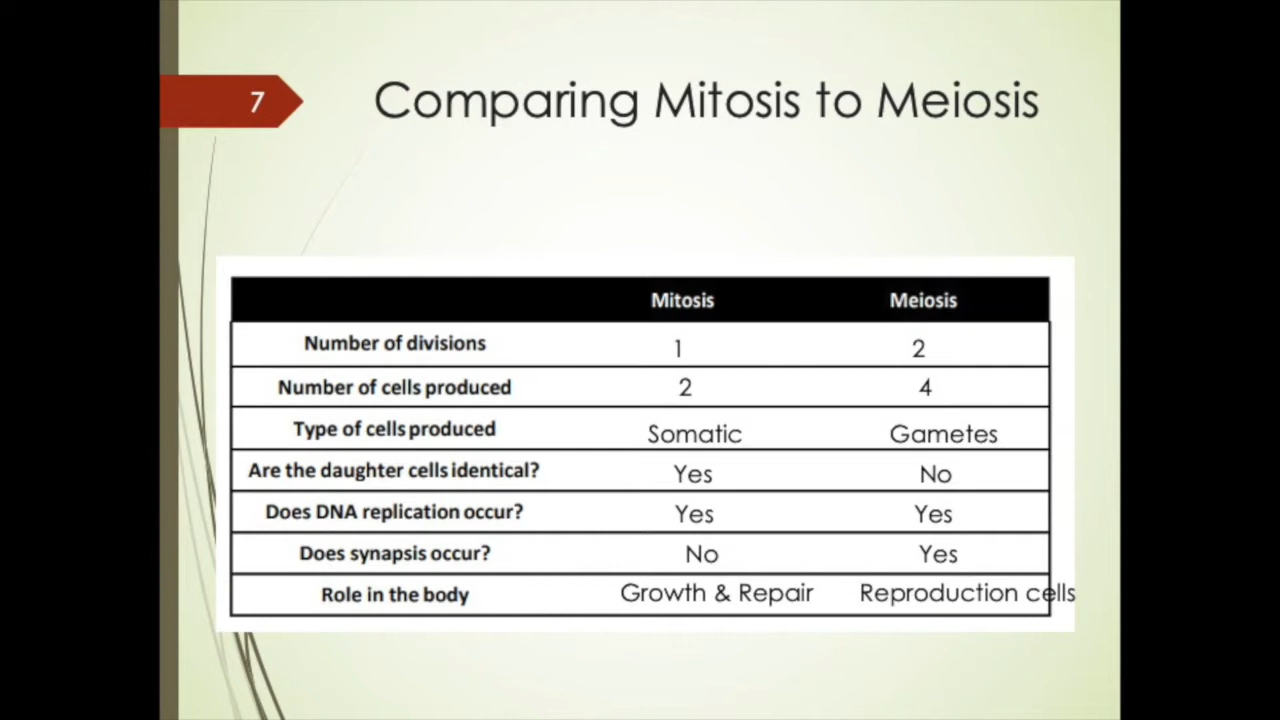 7
Comparing Mitosis to Meiosis
Mitosis Meiosis
Number of divisions 1 2
Number of cells produced 2 4
Type of cells produced Somatic Gametes
Are the daughter cells identical? Yes No
Does DNA replication occur? Yes Yes
Does synapsis occur? No Yes
Role in the body Growth & Repair Reproduction cells